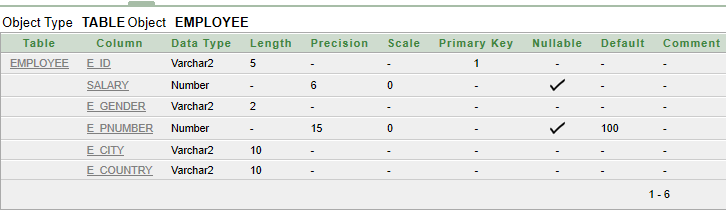 Object Type TABLE Object EMPLOYEE
Table Column Data Type Length Precision Scale Primary Key Nullable Default Comment
EMPLOYEE E_ID Varchar2 5 - - 1 - - -
SALARY Number - 6 0 - ✓ - -
E_GENDER Varchar2 2 - - - - - -
E_PNUMBER Number - 15 0 - ✓ 100 -
E_CITY Varchar2 10 - - - - - -
E_COUNTRY Varchar2 10 - - - - - -
1 - 6